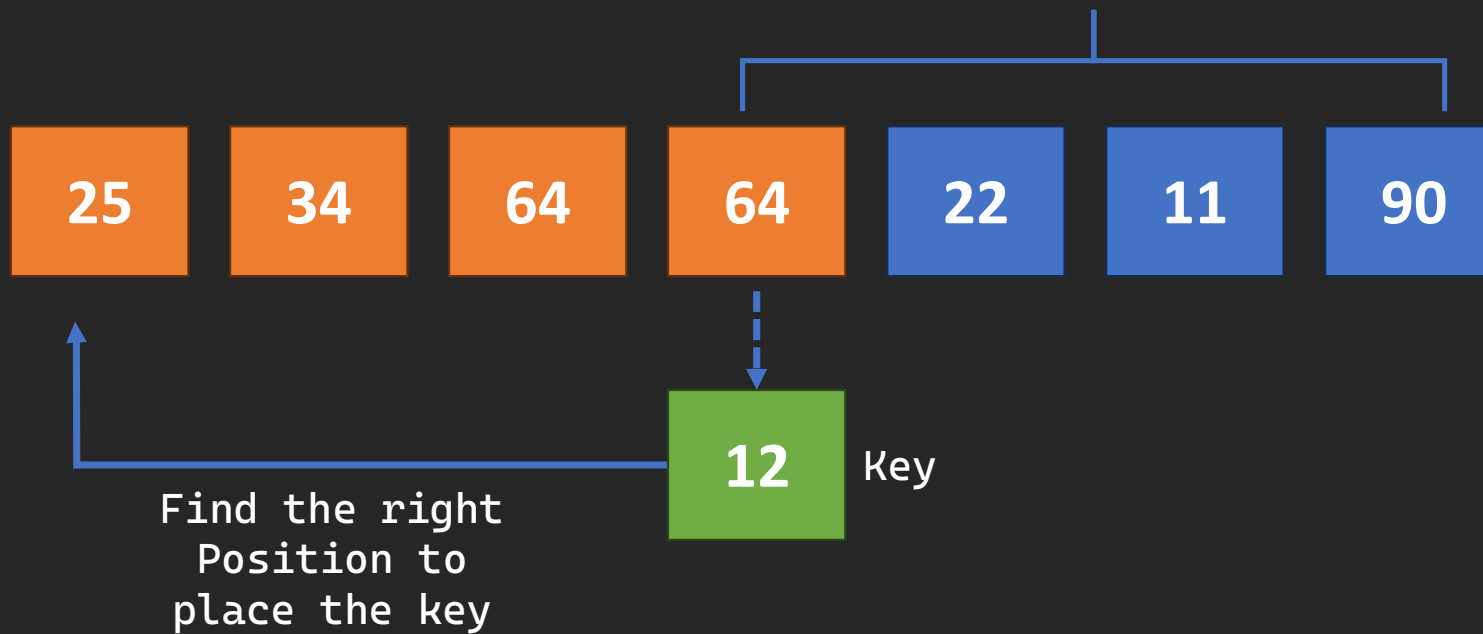 25 34 64 64 22 11 90
12 Key
Find the right
Position to
place the key